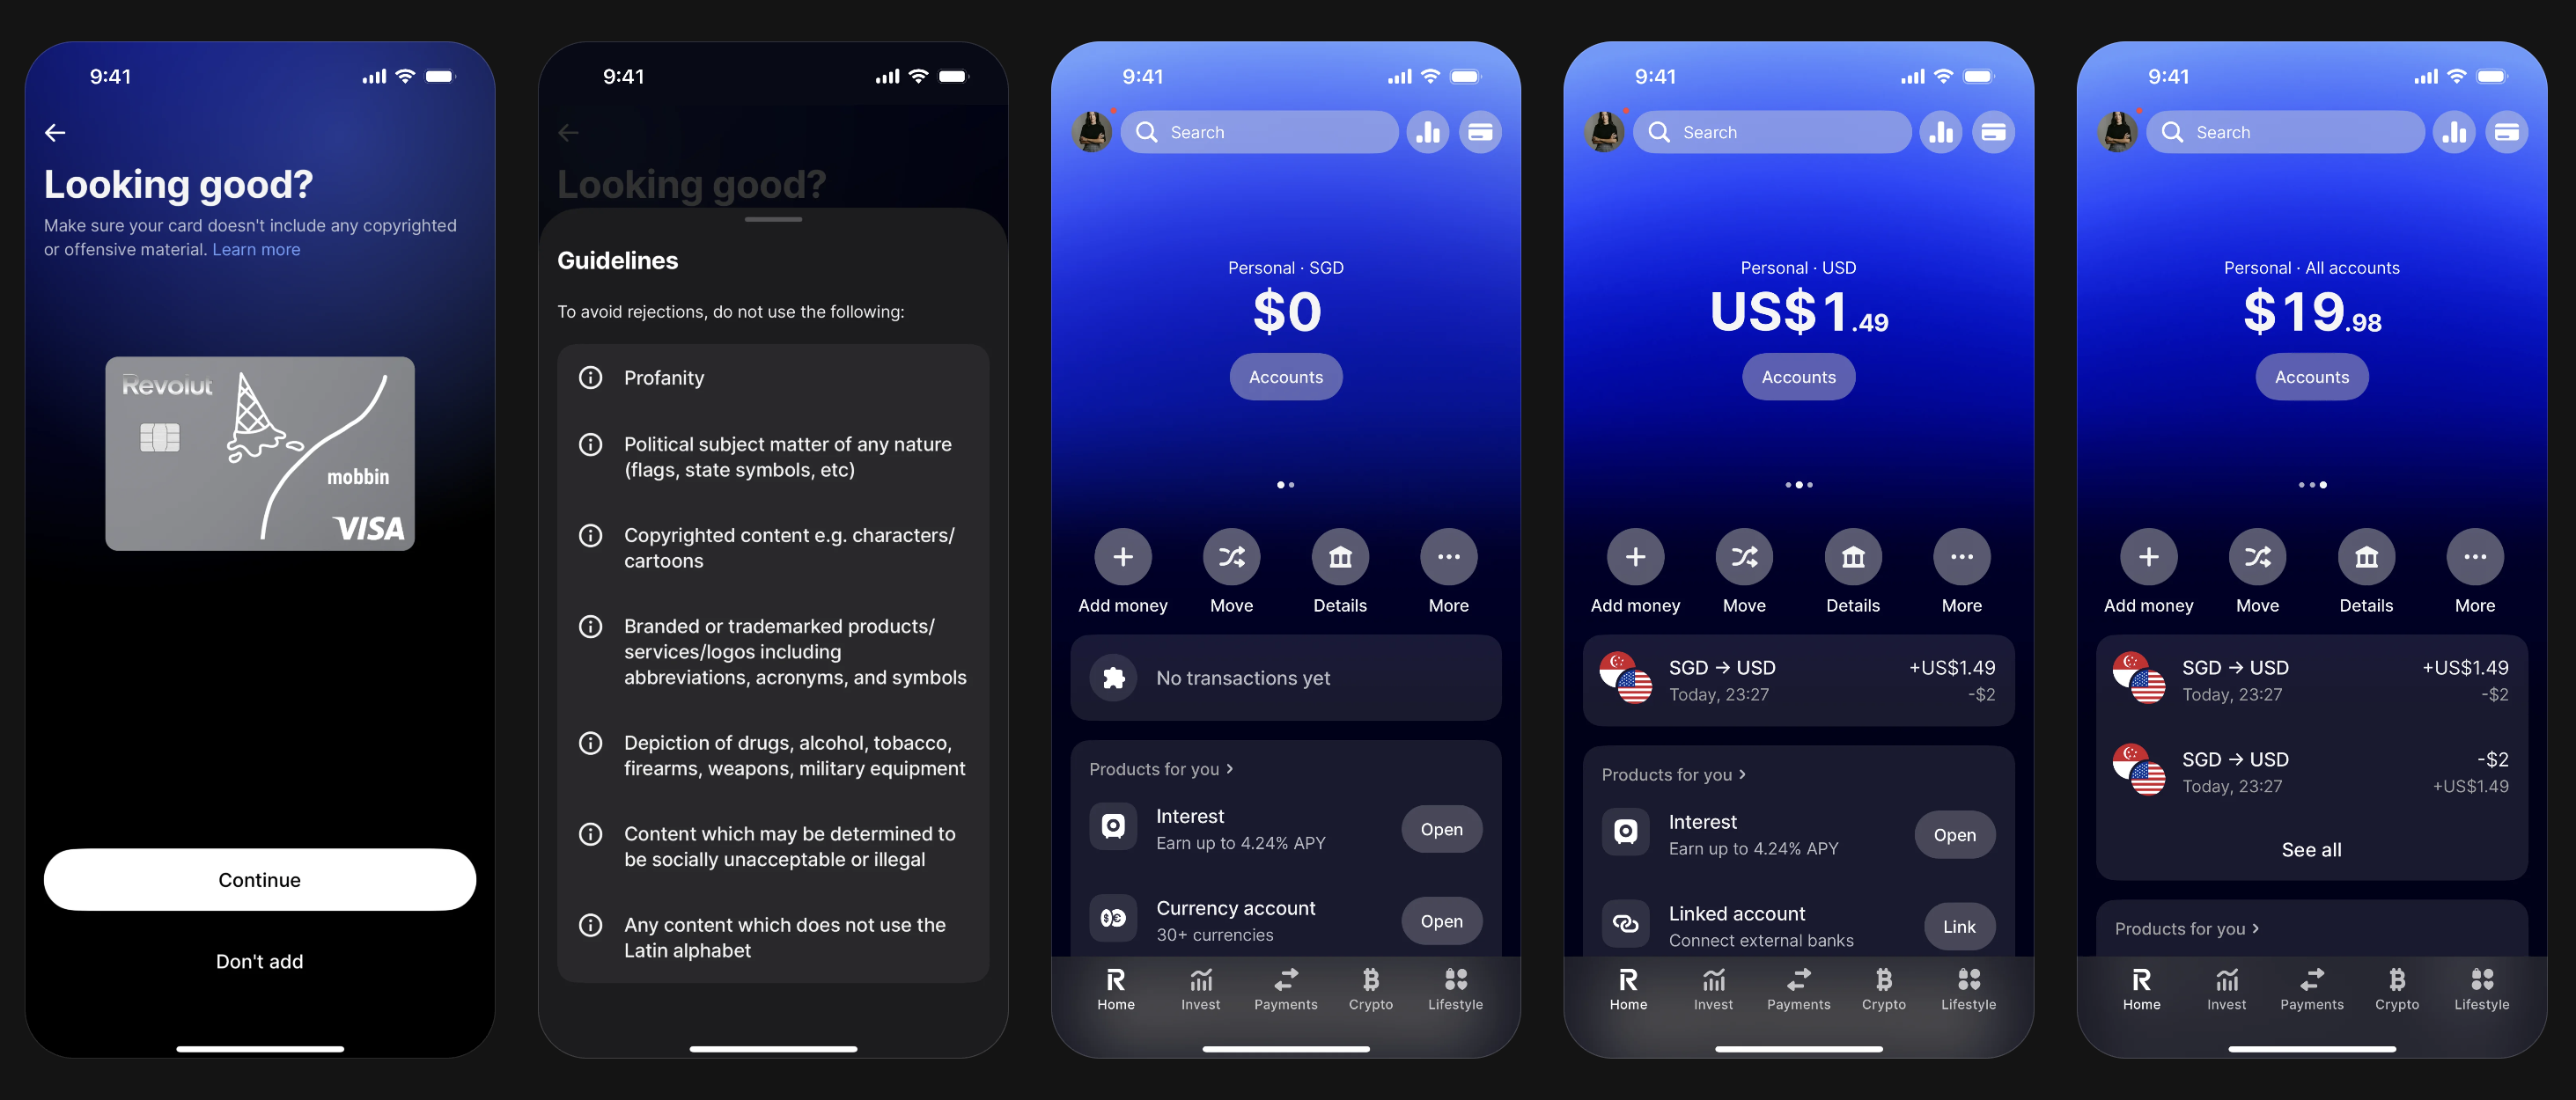 9:41
Looking good?
Make sure your card doesn't include any copyrighted
or offensive material. Learn more
Revolut
mobbin
VISA
Continue
Don't add
9:41
Looking good?
Guidelines
To avoid rejections, do not use the following:
Profanity
Political subject matter of any nature
(flags, state symbols, etc)
Copyrighted content e.g. characters/
cartoons
Branded or trademarked products/
services/logos including
abbreviations, acronyms, and symbols
Depiction of drugs, alcohol, tobacco,
firearms, weapons, military equipment
Content which may be determined to
be socially unacceptable or illegal
Any content which does not use the
Latin alphabet
9:41
Search
Personal · SGD
$0
Accounts
Add money Move Details More
No transactions yet
Products for you
Interest
Earn up to 4.24% APY
Open
Currency account
30+ currencies
Open
Home Invest Payments Crypto Lifestyle
9:41
Search
Personal · USD
US$1.49
Accounts
Add money Move Details More
SGD → USD +US$1.49
Today, 23:27 -$2
Products for you
Interest
Earn up to 4.24% APY
Open
Linked account
Connect external banks
Link
Home Invest Payments Crypto Lifestyle
9:41
Search
Personal · All accounts
$19.98
Accounts
Add money Move Details More
SGD → USD +US$1.49
Today, 23:27 -$2
SGD → USD -$2
Today, 23:27 +US$1.49
See all
Products for you
Home Invest Payments Crypto Lifestyle